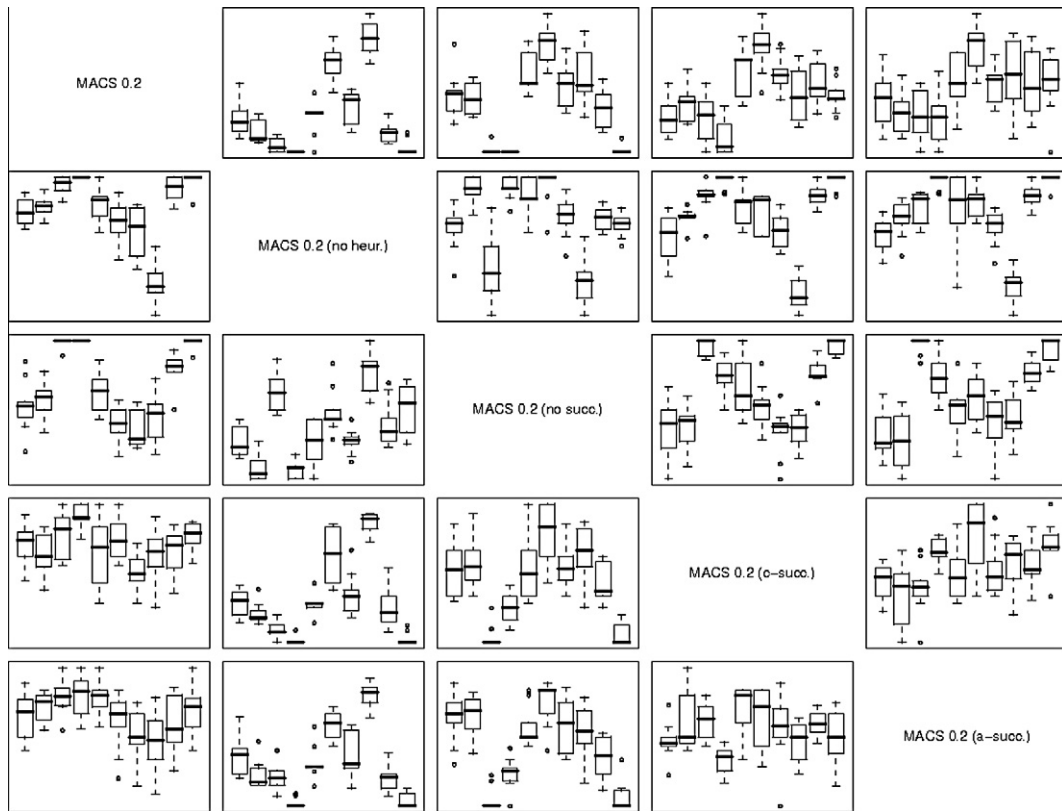 MACS 0.2
MACS 0.2 (no heur.)
MACS 0.2 (no succ.)
MACS 0.2 (c-succ.)
MACS 0.2 (a-succ.)